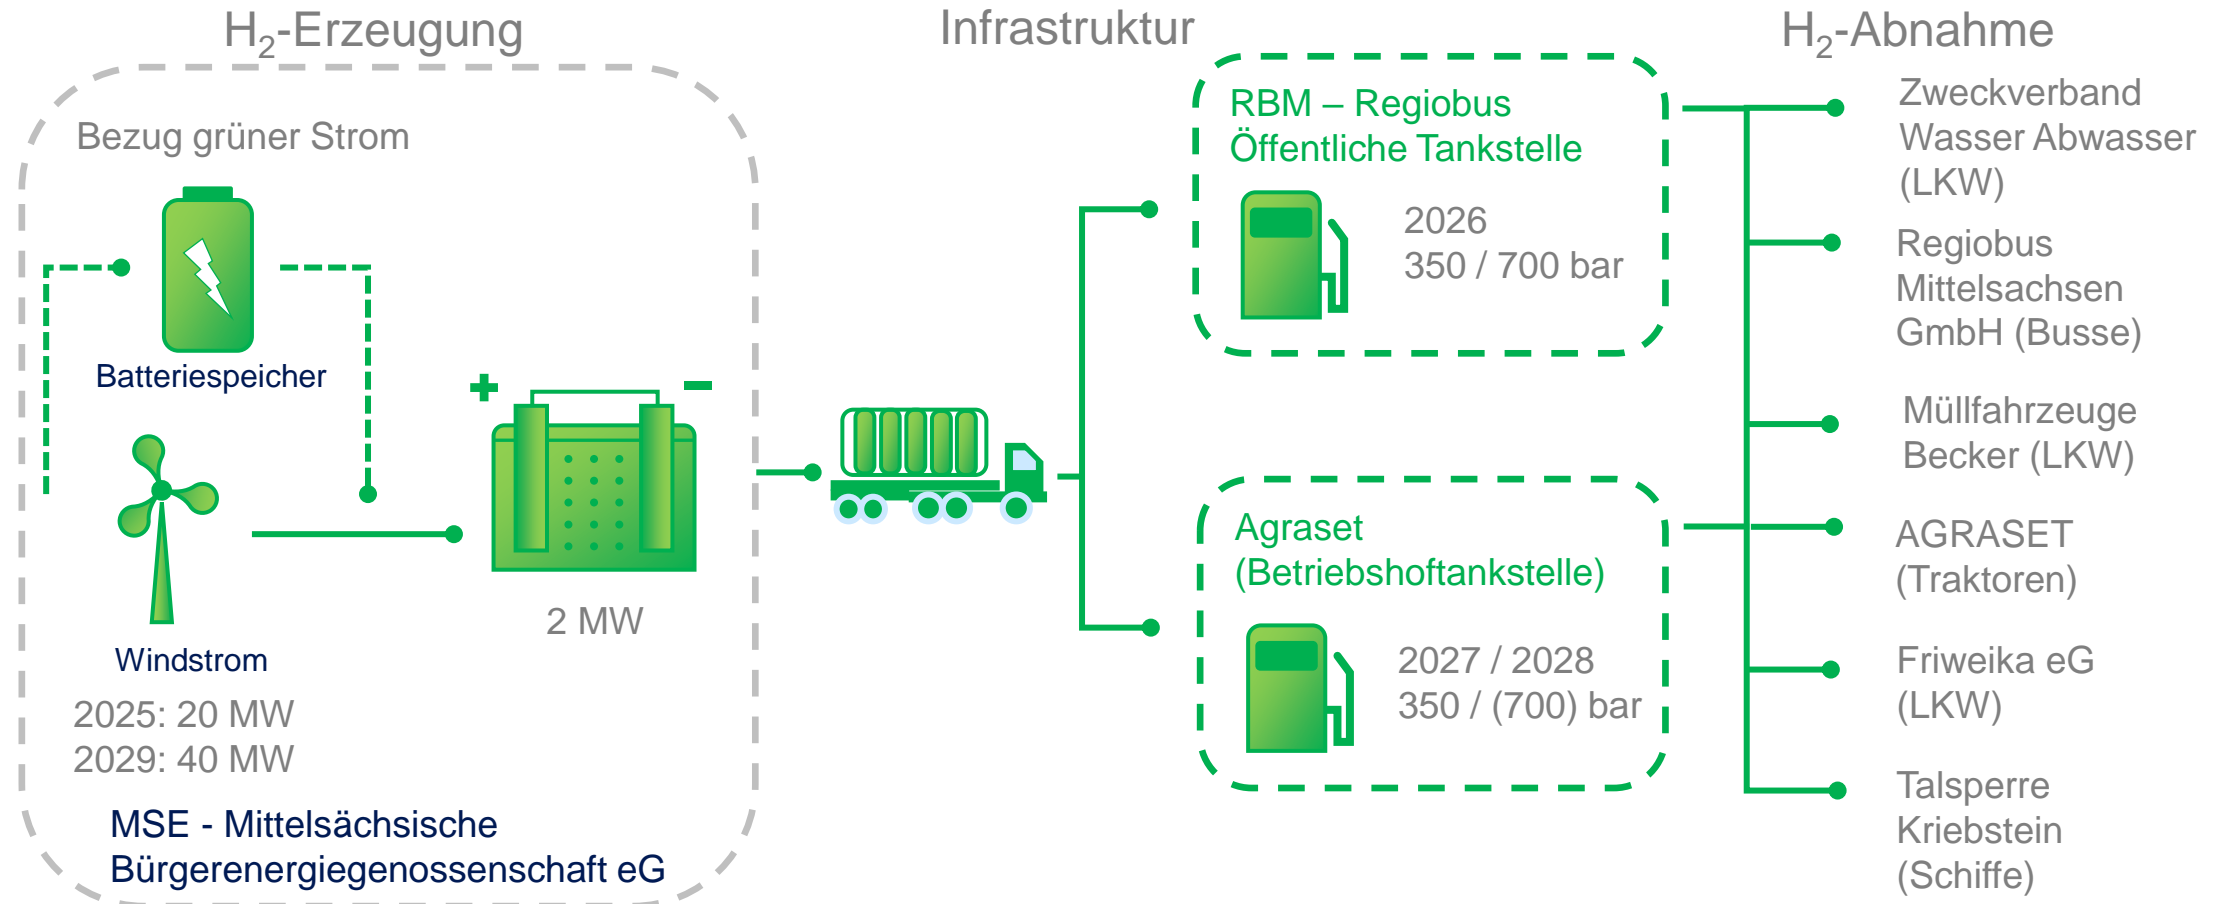 H₂-Erzeugung
Bezug grüner Strom
Batteriespeicher
Windstrom
2025: 20 MW
2029: 40 MW
+
–
2 MW
MSE - Mittelsächsische
Bürgerenergiegenossenschaft eG
Infrastruktur
RBM – Regiobus
Öffentliche Tankstelle
2026
350 / 700 bar
Agraset
(Betriebshoftankstelle)
2027 / 2028
350 / (700) bar
H₂-Abnahme
Zweckverband
Wasser Abwasser
(LKW)
Regiobus
Mittelsachsen
GmbH (Busse)
Müllfahrzeuge
Becker (LKW)
AGRASET
(Traktoren)
Friweika eG
(LKW)
Talsperre
Kriebstein
(Schiffe)